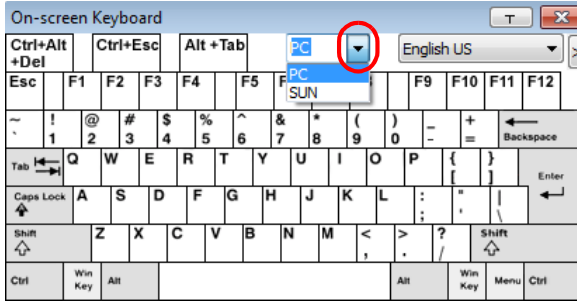 On-screen Keyboard
Ctrl+Alt +Del Ctrl+Esc Alt +Tab PC English US
PC
SUN
Esc F1 F2 F3 F4 F5 F9 F10 F11 F12
~ ! @ # $ % ^ & * ( ) _ +
` 1 2 3 4 5 6 7 8 9 0 - = Backspace
Tab Q W E R T Y U I O P { }
[ ] Enter
Caps Lock A S D F G H J K L : " |
; ' \
Shift Z X C V B N M < > ? Shift
, . /
Ctrl Win Key Alt Alt Win Key Menu Ctrl